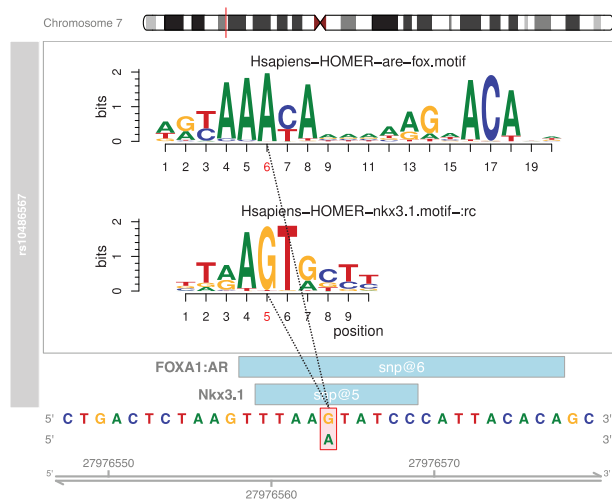 Chromosome 7
Hsapiens-HOMER-are-fox.motif
bits
0 1 2
1 2 3 4 5 6 7 8 9 11 13 15 17 19
rs10486567
Hsapiens-HOMER-nkx3.1.motif-:rc
bits
0 1 2
1 2 3 4 5 6 7 8 9
position
FOXA1:AR
snp@6
Nkx3.1
snp@5
5' C T G A C T C T A A G T T T A A G T A T C C C A T T A C A C A G C 3'
5' A 3'
27976550 27976570
5' 3'
27976560